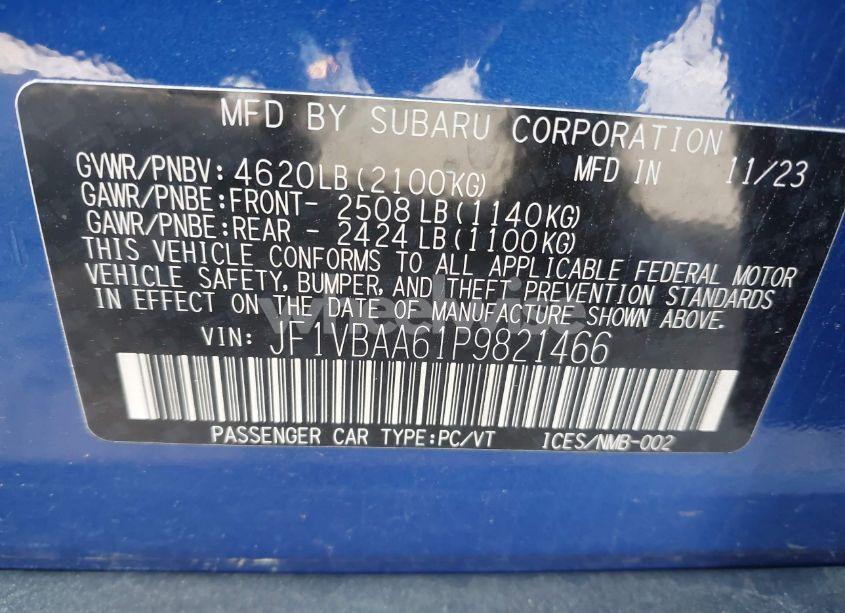 MFD BY SUBARU CORPORATION
GVWR/PNBV: 4620LB(2100KG) MFD IN 11/23
GAWR/PNBE:FRONT- 2508LB(1140KG)
GAWR/PNBE:REAR - 2424LB(1100KG)
THIS VEHICLE CONFORMS TO ALL APPLICABLE FEDERAL MOTOR
VEHICLE SAFETY, BUMPER, AND THEFT PREVENTION STANDARDS
IN EFFECT ON THE DATE OF MANUFACTURE SHOWN ABOVE.
wheelwise
VIN: JF1VBAA61P9821466
PASSENGER CAR TYPE:PC/VT ICES/NMB-002